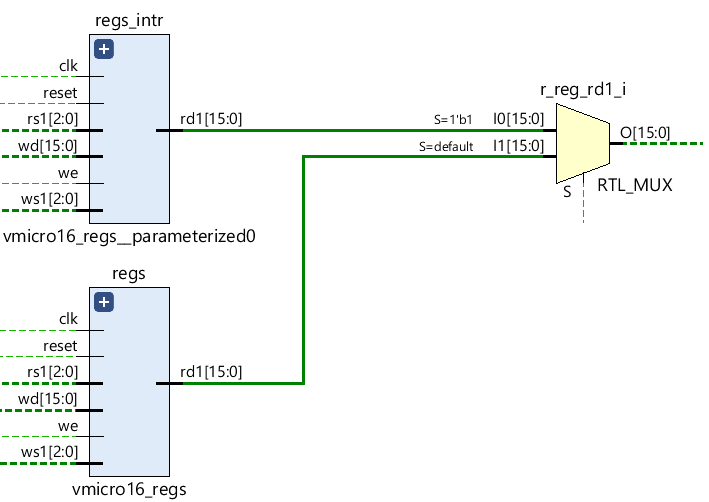 regs_intr
clk
reset
rs1[2:0]
wd[15:0]
we
ws1[2:0]
rd1[15:0]
vmicro16_regs__parameterized0
r_reg_rd1_i
S=1'b1 I0[15:0]
S=default I1[15:0]
O[15:0]
S
RTL_MUX
regs
clk
reset
rs1[2:0]
wd[15:0]
we
ws1[2:0]
rd1[15:0]
vmicro16_regs